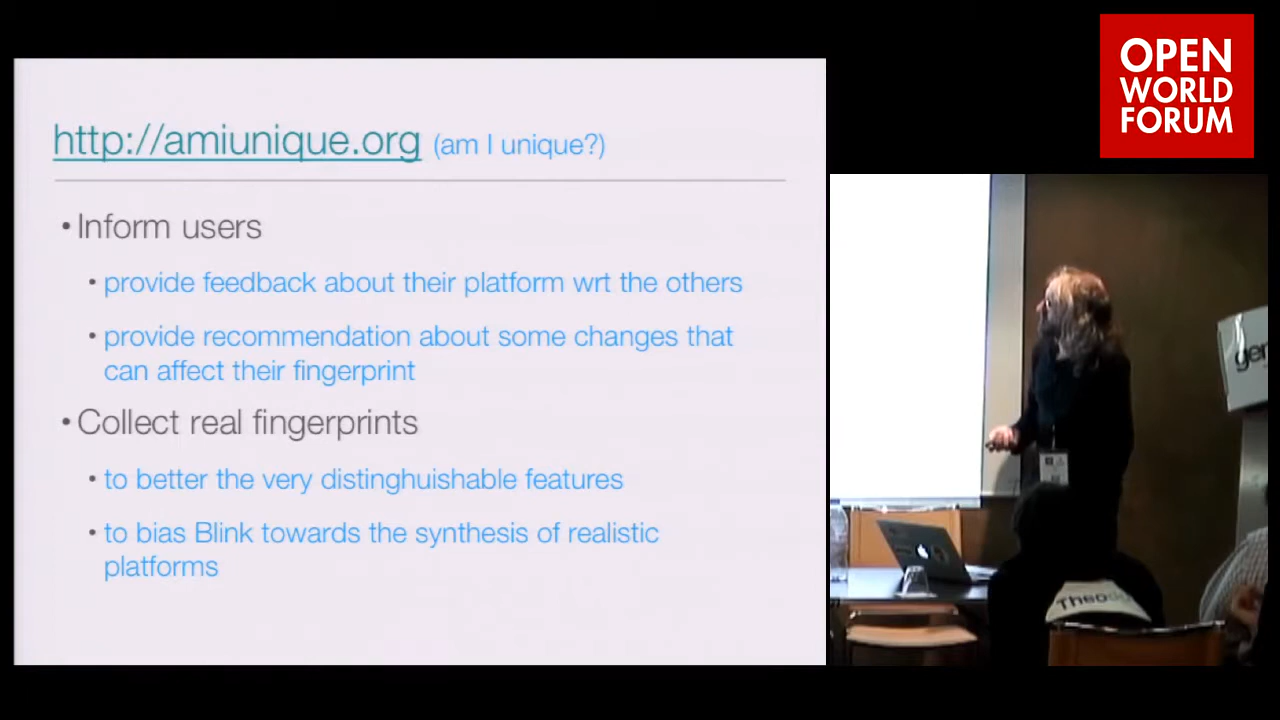 OPEN
WORLD
FORUM
http://amiunique.org (am I unique?)
• Inform users
• provide feedback about their platform wrt the others
• provide recommendation about some changes that
can affect their fingerprint
• Collect real fingerprints
• to better the very distinghuishable features
• to bias Blink towards the synthesis of realistic
platforms